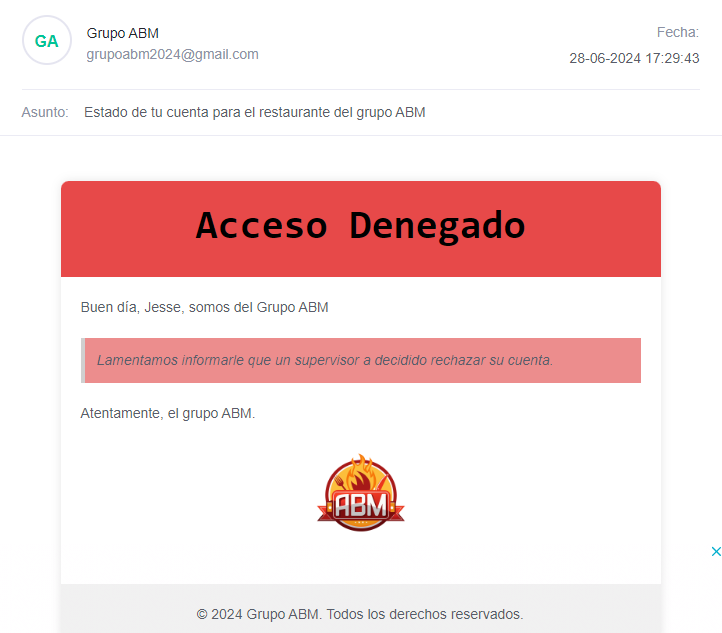 GA
Grupo ABM
grupoabm2024@gmail.com
Fecha:
28-06-2024 17:29:43
Asunto: Estado de tu cuenta para el restaurante del grupo ABM
Acceso Denegado
Buen día, Jesse, somos del Grupo ABM
Lamentamos informarle que un supervisor a decidido rechazar su cuenta.
Atentamente, el grupo ABM.
ABM
© 2024 Grupo ABM. Todos los derechos reservados.